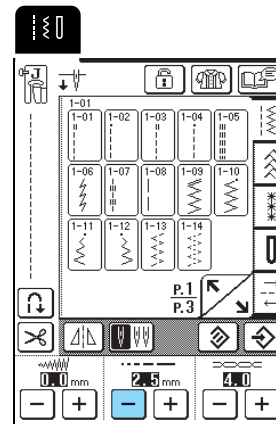 J
1-01
1-01 1-02 1-03 1-04 1-05
1-06 1-07 1-08 1-09 1-10
1-11 1-12 1-13 1-14
P.1
P.3
0.0 mm 2.5 mm 4.0
− + − + − +